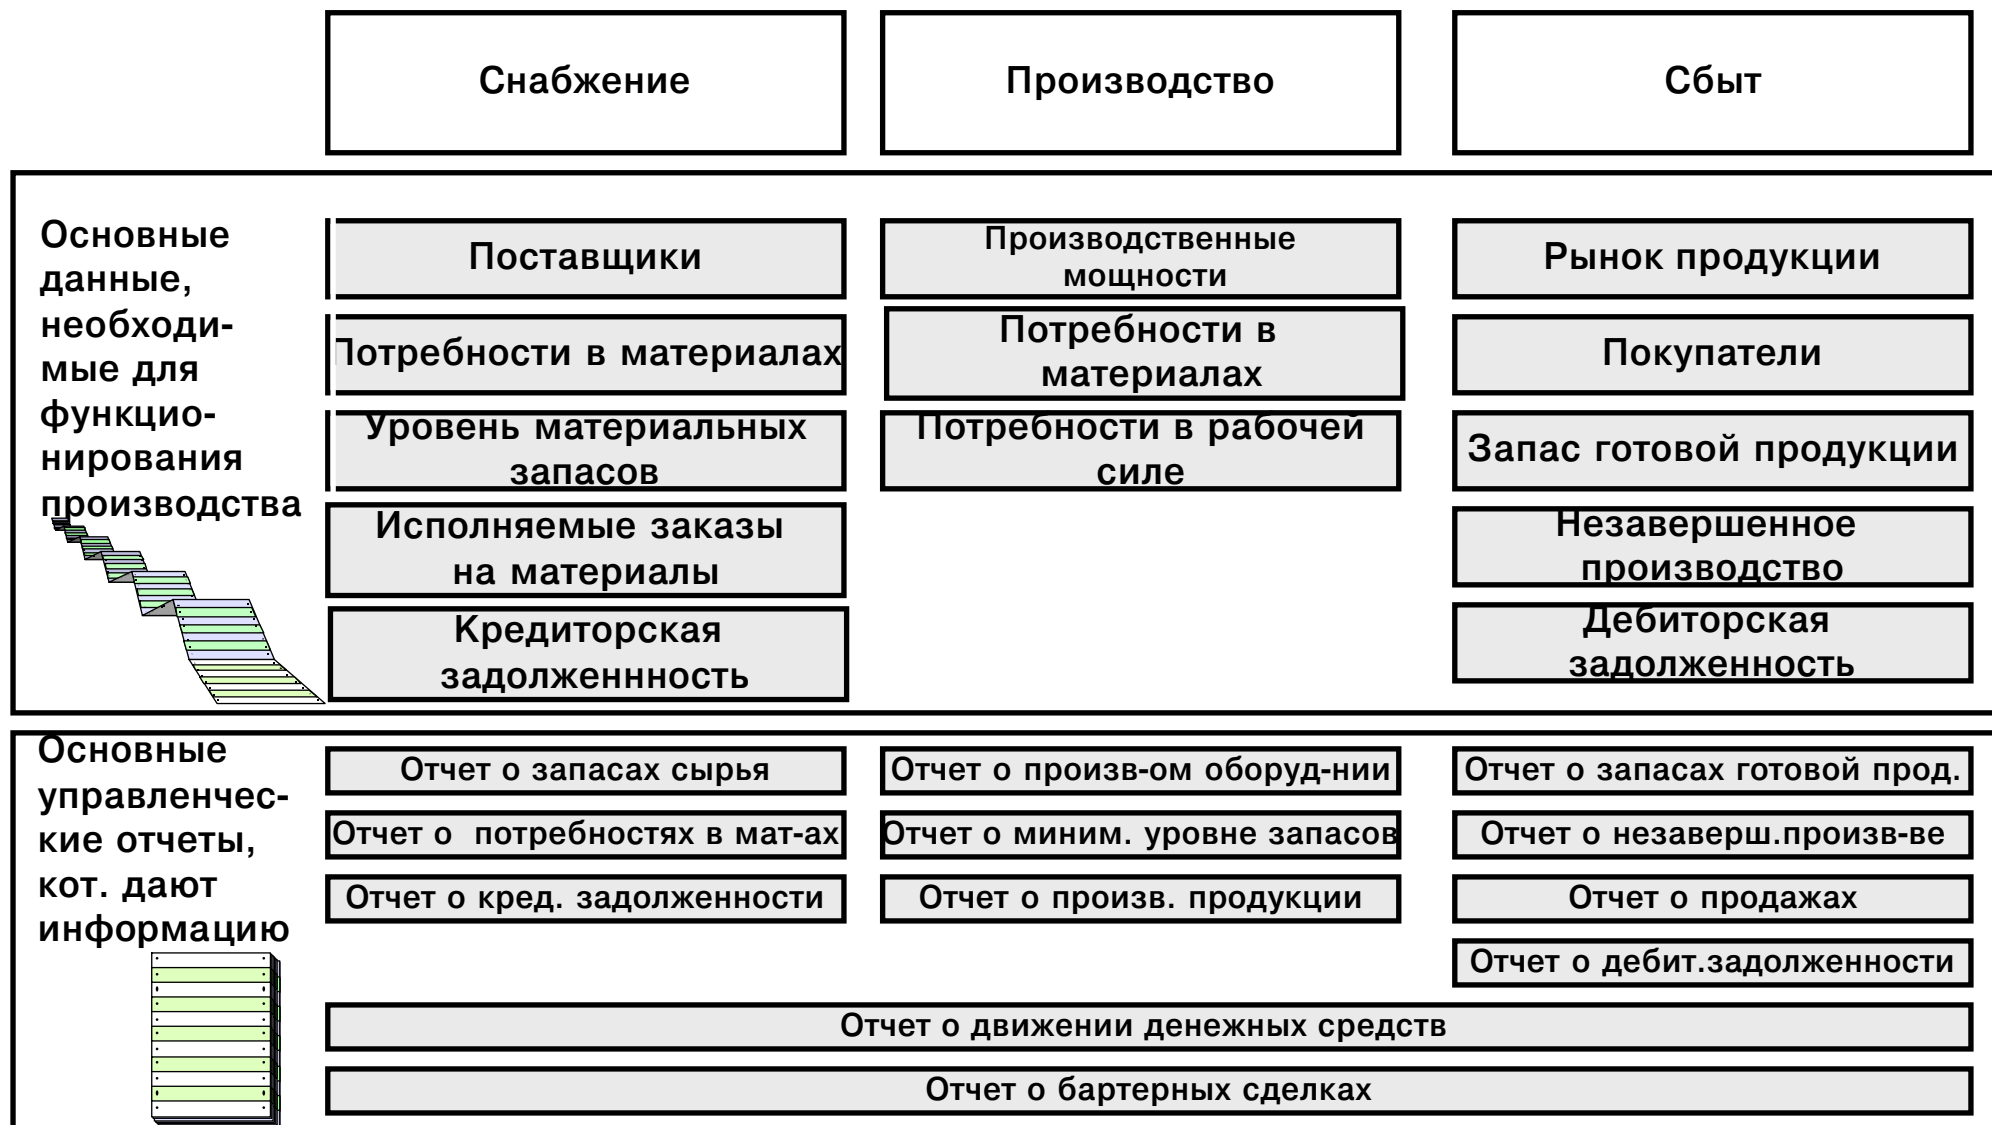 Снабжение
Производство
Сбыт
Основные
данные,
необходи-
мые для
функцио-
нирования
производства
Поставщики
Потребности в материалах
Уровень материальных
запасов
Исполняемые заказы
на материалы
Кредиторская
задолженнность
Производственные
мощности
Потребности в
материалах
Потребности в рабочей
силе
Рынок продукции
Покупатели
Запас готовой продукции
Незавершенное
производство
Дебиторская
задолженность
Основные
управленчес-
кие отчеты,
кот. дают
информацию
Отчет о запасах сырья
Отчет о  потребностях в мат-ах
Отчет о кред. задолженности
Отчет о произв-ом оборуд-нии
Отчет о миним. уровне запасов
Отчет о произв. продукции
Отчет о запасах готовой прод.
Отчет о незаверш.произв-ве
Отчет о продажах
Отчет о дебит.задолженности
Отчет о движении денежных средств
Отчет о бартерных сделках